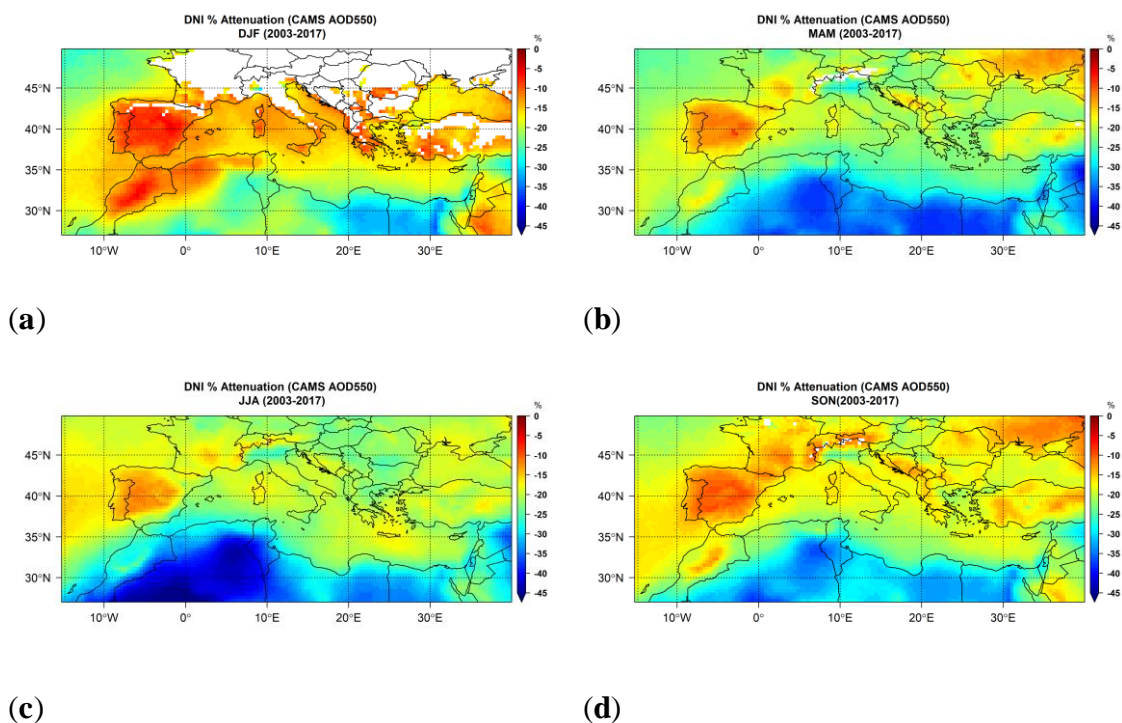 DNI % Attenuation (CAMS AOD550)
DJF (2003-2017)
%
45°N
40°N
35°N
30°N
10°W
0°
10°E
20°E
30°E
0
-5
-10
-15
-20
-25
-30
-35
-40
-45
(a)
DNI % Attenuation (CAMS AOD550)
MAM (2003-2017)
%
45°N
40°N
35°N
30°N
10°W
0°
10°E
20°E
30°E
0
-5
-10
-15
-20
-25
-30
-35
-40
-45
(b)
DNI % Attenuation (CAMS AOD550)
JJA (2003-2017)
%
45°N
40°N
35°N
30°N
10°W
0°
10°E
20°E
30°E
0
-5
-10
-15
-20
-25
-30
-35
-40
-45
(c)
DNI % Attenuation (CAMS AOD550)
SON(2003-2017)
%
45°N
40°N
35°N
30°N
10°W
0°
10°E
20°E
30°E
0
-5
-10
-15
-20
-25
-30
-35
-40
-45
(d)